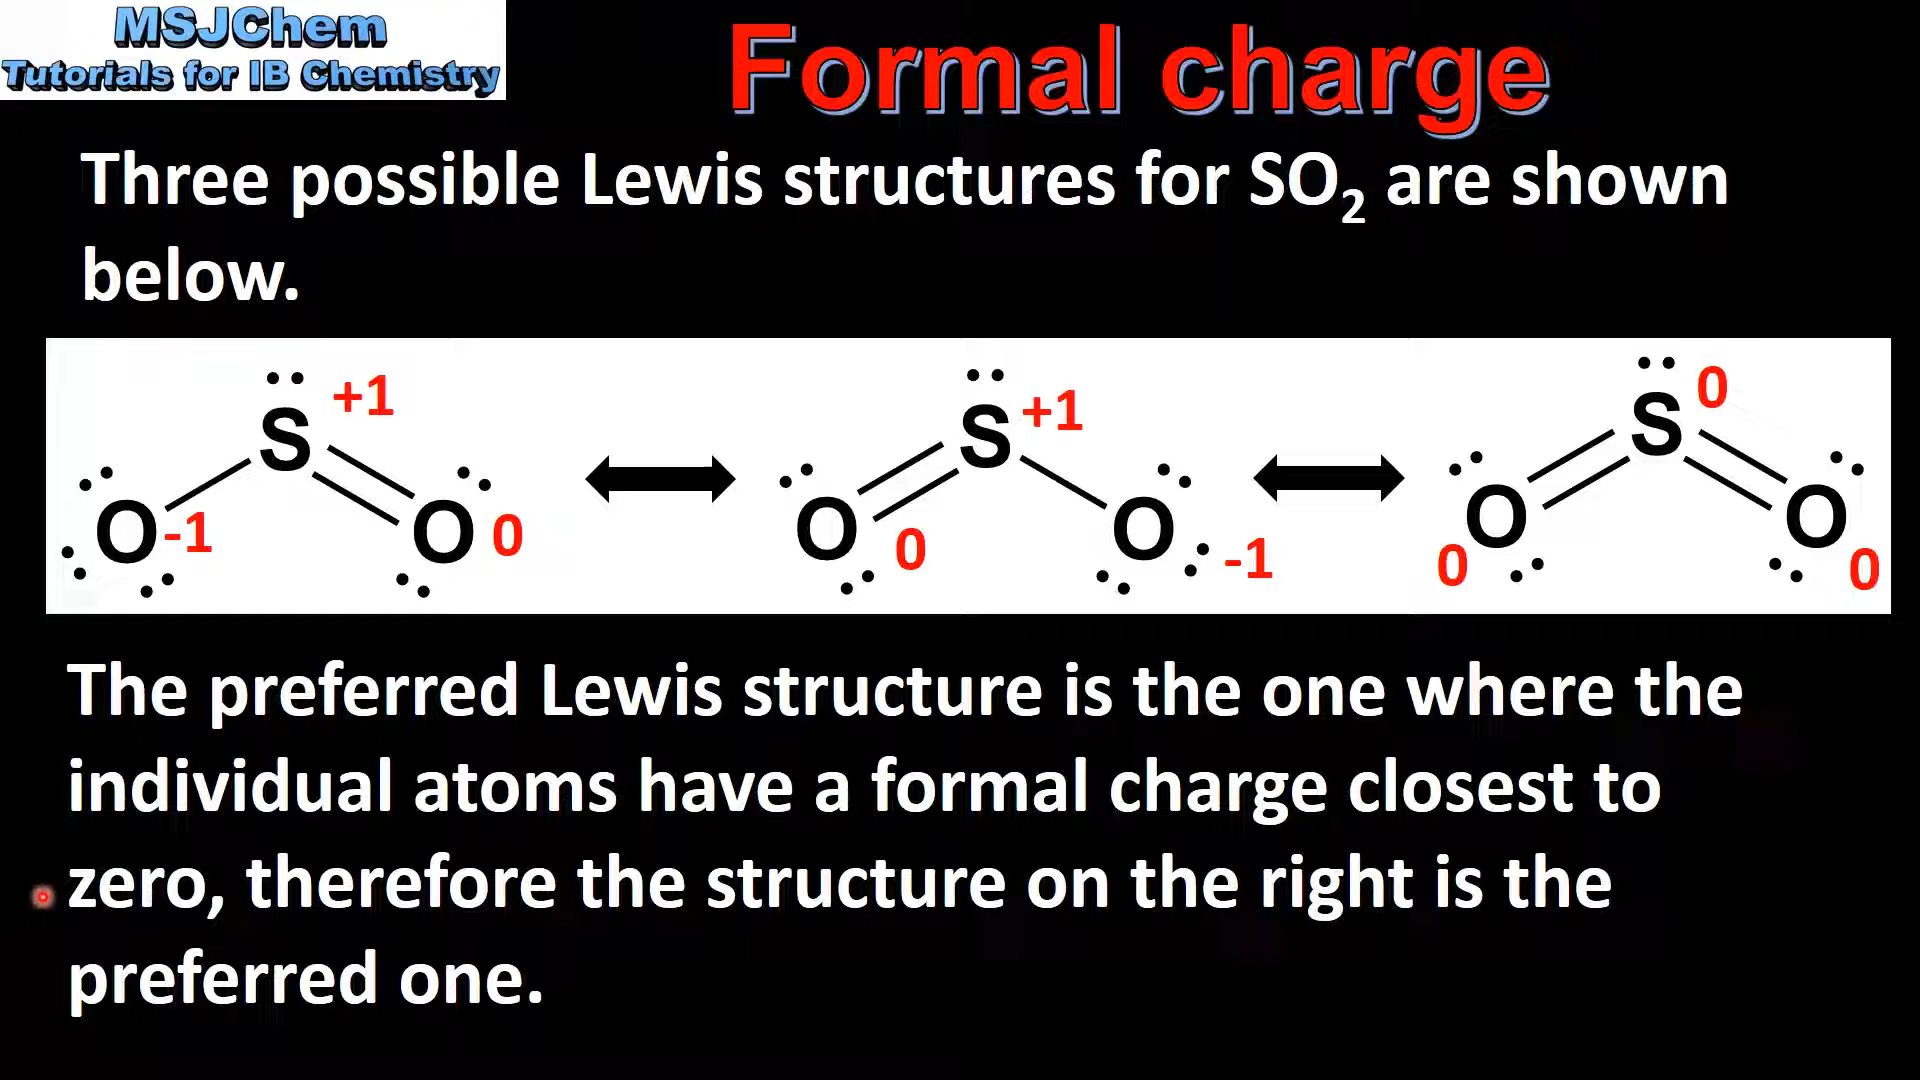 MSJChem
Tutorials for IB Chemistry
Formal charge
Three possible Lewis structures for SO₂ are shown
below.
S +1
O -1 O 0
S +1
O 0 O -1
S 0
O 0 O 0
The preferred Lewis structure is the one where the
individual atoms have a formal charge closest to
zero, therefore the structure on the right is the
preferred one.